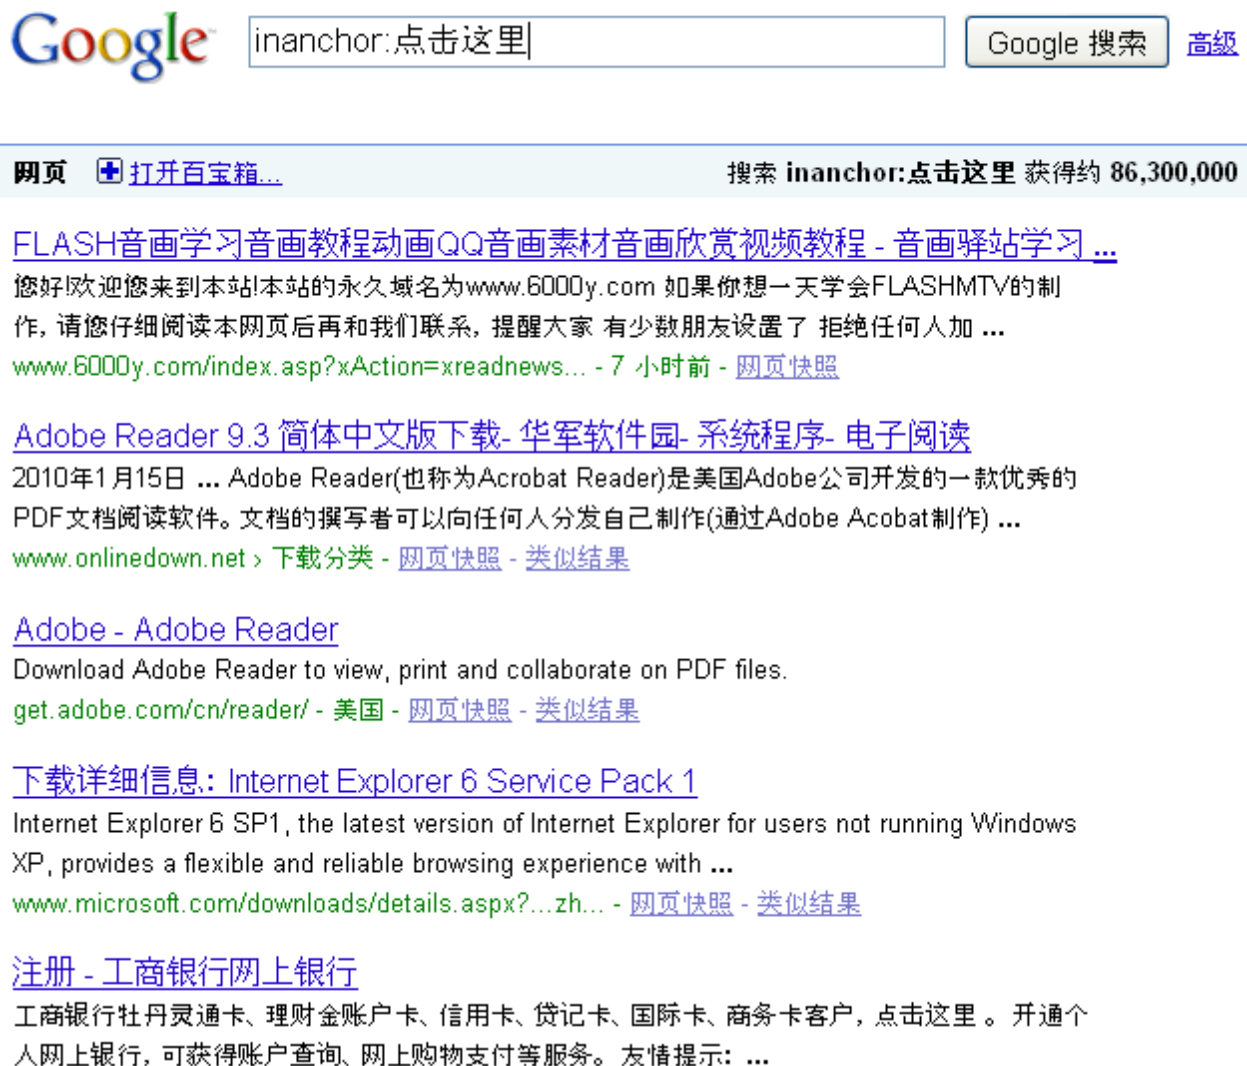 Google™ inanchor:点击这里 Google 搜索 高级
网页 打开百宝箱... 搜索 inanchor:点击这里 获得约 86,300,000
FLASH音画学习音画教程动画QQ音画素材音画欣赏视频教程 - 音画驿站学习 ...
您好!欢迎您来到本站!本站的永久域名为www.6000y.com 如果你想一天学会FLASHMTV的制
作, 请您仔细阅读本网页后再和我们联系, 提醒大家 有少数朋友设置了 拒绝任何人加 ...
www.6000y.com/index.asp?xAction=xreadnews... - 7 小时前 - 网页快照
Adobe Reader 9.3 简体中文版下载- 华军软件园- 系统程序- 电子阅读
2010年1月15日 ... Adobe Reader(也称为Acrobat Reader)是美国Adobe公司开发的一款优秀的
PDF文档阅读软件。文档的撰写者可以向任何人分发自己制作(通过Adobe Acobat制作) ...
www.onlinedown.net › 下载分类 - 网页快照 - 类似结果
Adobe - Adobe Reader
Download Adobe Reader to view, print and collaborate on PDF files.
get.adobe.com/cn/reader/ - 美国 - 网页快照 - 类似结果
下载详细信息: Internet Explorer 6 Service Pack 1
Internet Explorer 6 SP1, the latest version of Internet Explorer for users not running Windows
XP, provides a flexible and reliable browsing experience with ...
www.microsoft.com/downloads/details.aspx?...zh... - 网页快照 - 类似结果
注册 - 工商银行网上银行
工商银行牡丹灵通卡、理财金账户卡、信用卡、贷记卡、国际卡、商务卡客户, 点击这里 。开通个
人网上银行, 可获得账户查询、网上购物支付等服务。友情提示: ...